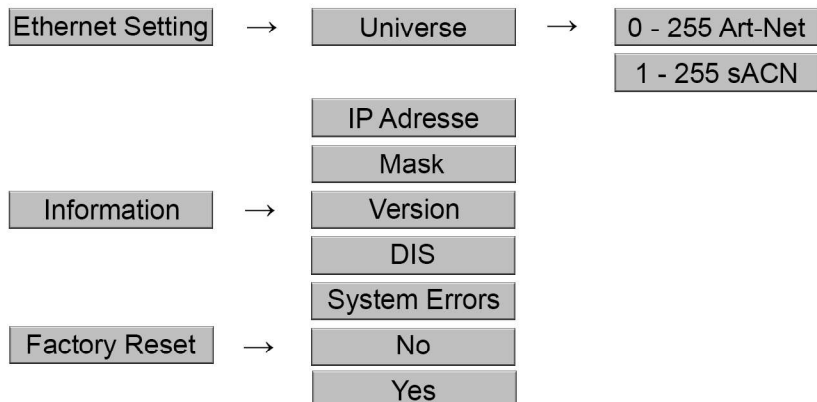 Ethernet Setting → Universe → 0 - 255 Art-Net
1 - 255 sACN
IP Adresse
Mask
Information → Version
DIS
System Errors
Factory Reset → No
Yes